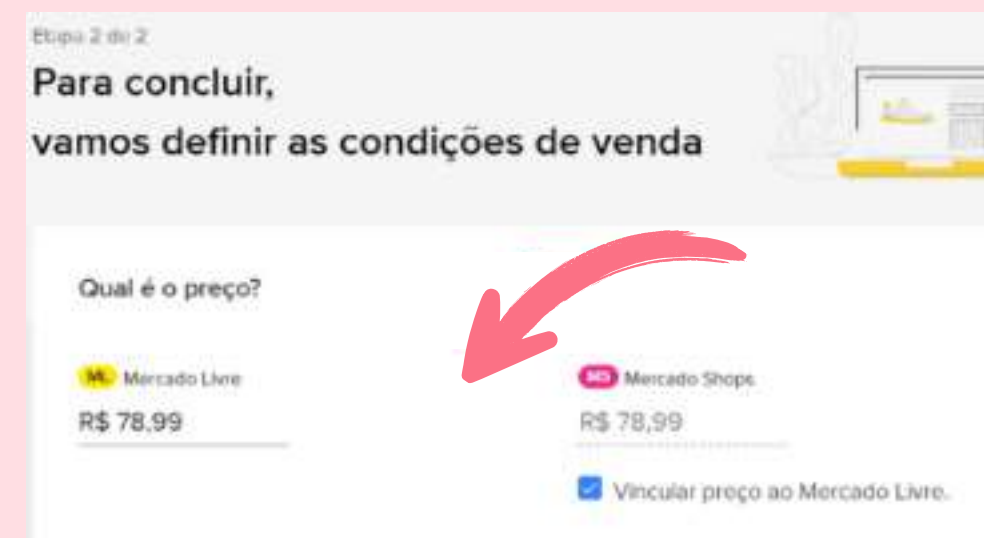 Etapa 2 de 2
Para concluir,
vamos definir as condições de venda
Qual é o preço?
ML Mercado Livre
R$ 78,99
MS Mercado Shops
R$ 78,99
Vincular preço ao Mercado Livre.